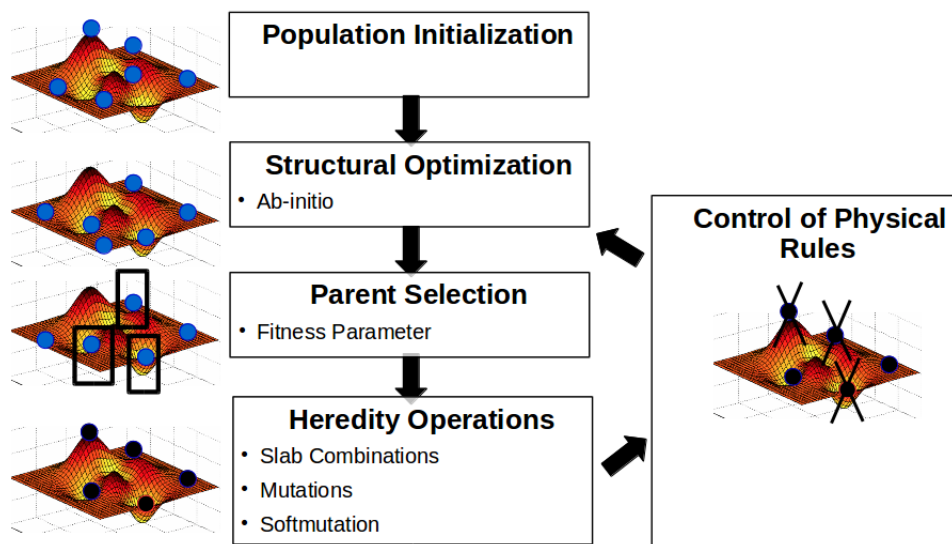 Population Initialization
Structural Optimization
• Ab-initio
Parent Selection
• Fitness Parameter
Heredity Operations
• Slab Combinations
• Mutations
• Softmutation
Control of Physical
Rules